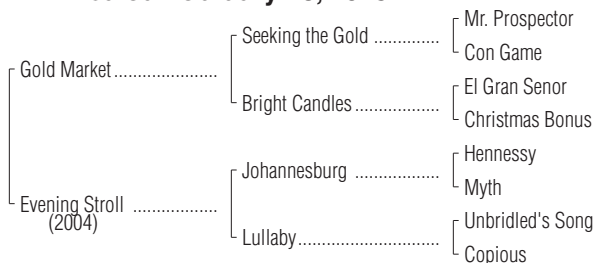 Mr. Prospector
Seeking the Gold ..............
Con Game
Gold Market......................
El Gran Senor
Bright Candles..................
Christmas Bonus
Hennessy
Johannesburg ..................
Myth
Evening Stroll ..................
(2004)
Unbridled's Song
Lullaby..............................
Copious